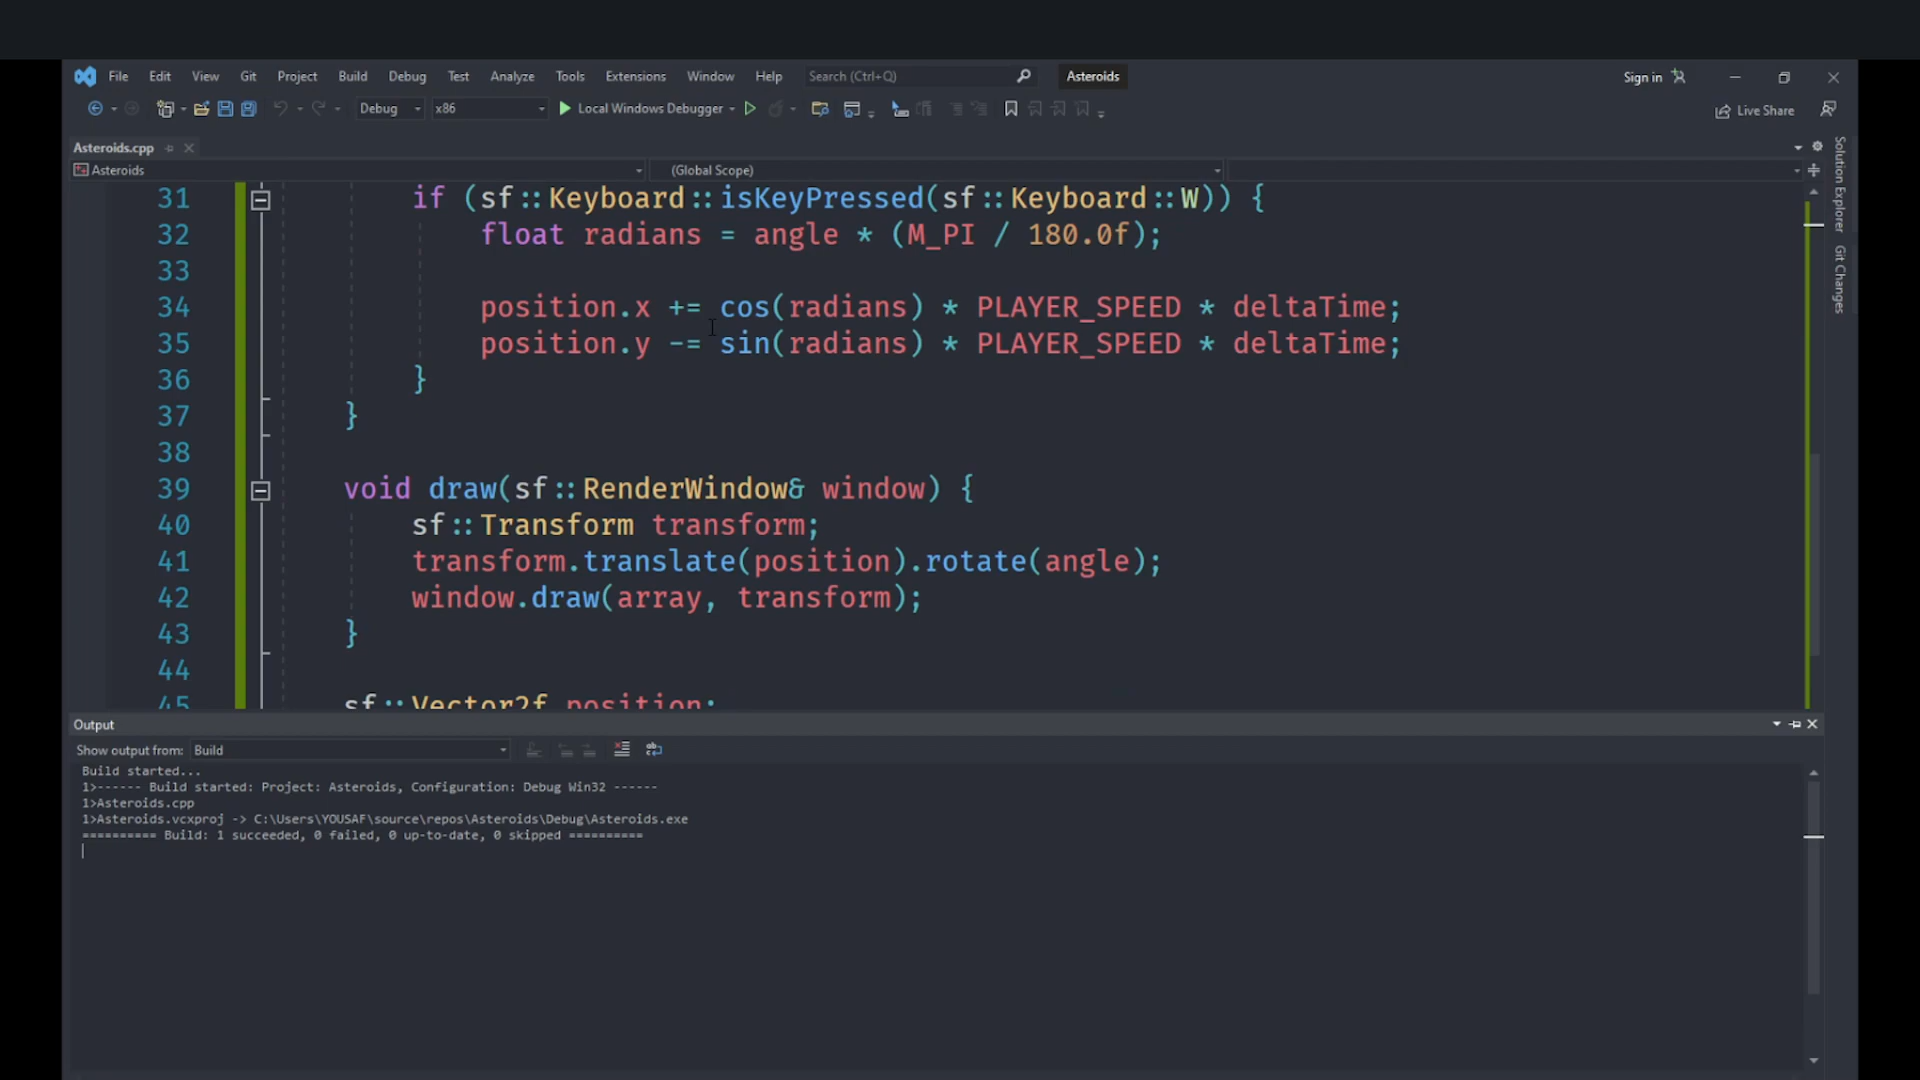 File Edit View Git Project Build Debug Test Analyze Tools Extensions Window Help Search (Ctrl+Q) Asteroids Sign in
Debug x86 Local Windows Debugger Live Share
Asteroids.cpp
Asteroids (Global Scope)
31 if (sf::Keyboard::isKeyPressed(sf::Keyboard::W)) {
32 float radians = angle * (M_PI / 180.0f);
33
34 position.x += cos(radians) * PLAYER_SPEED * deltaTime;
35 position.y -= sin(radians) * PLAYER_SPEED * deltaTime;
36 }
37 }
38
39 void draw(sf::RenderWindow& window) {
40 sf::Transform transform;
41 transform.translate(position).rotate(angle);
42 window.draw(array, transform);
43 }
44
45 sf::Vector2f position;
Solution Explorer
Git Changes
Output
Show output from: Build
Build started...
1>------ Build started: Project: Asteroids, Configuration: Debug Win32 ------
1>Asteroids.cpp
1>Asteroids.vcxproj -> C:\Users\YOUSAF\source\repos\Asteroids\Debug\Asteroids.exe
========== Build: 1 succeeded, 0 failed, 0 up-to-date, 0 skipped ==========